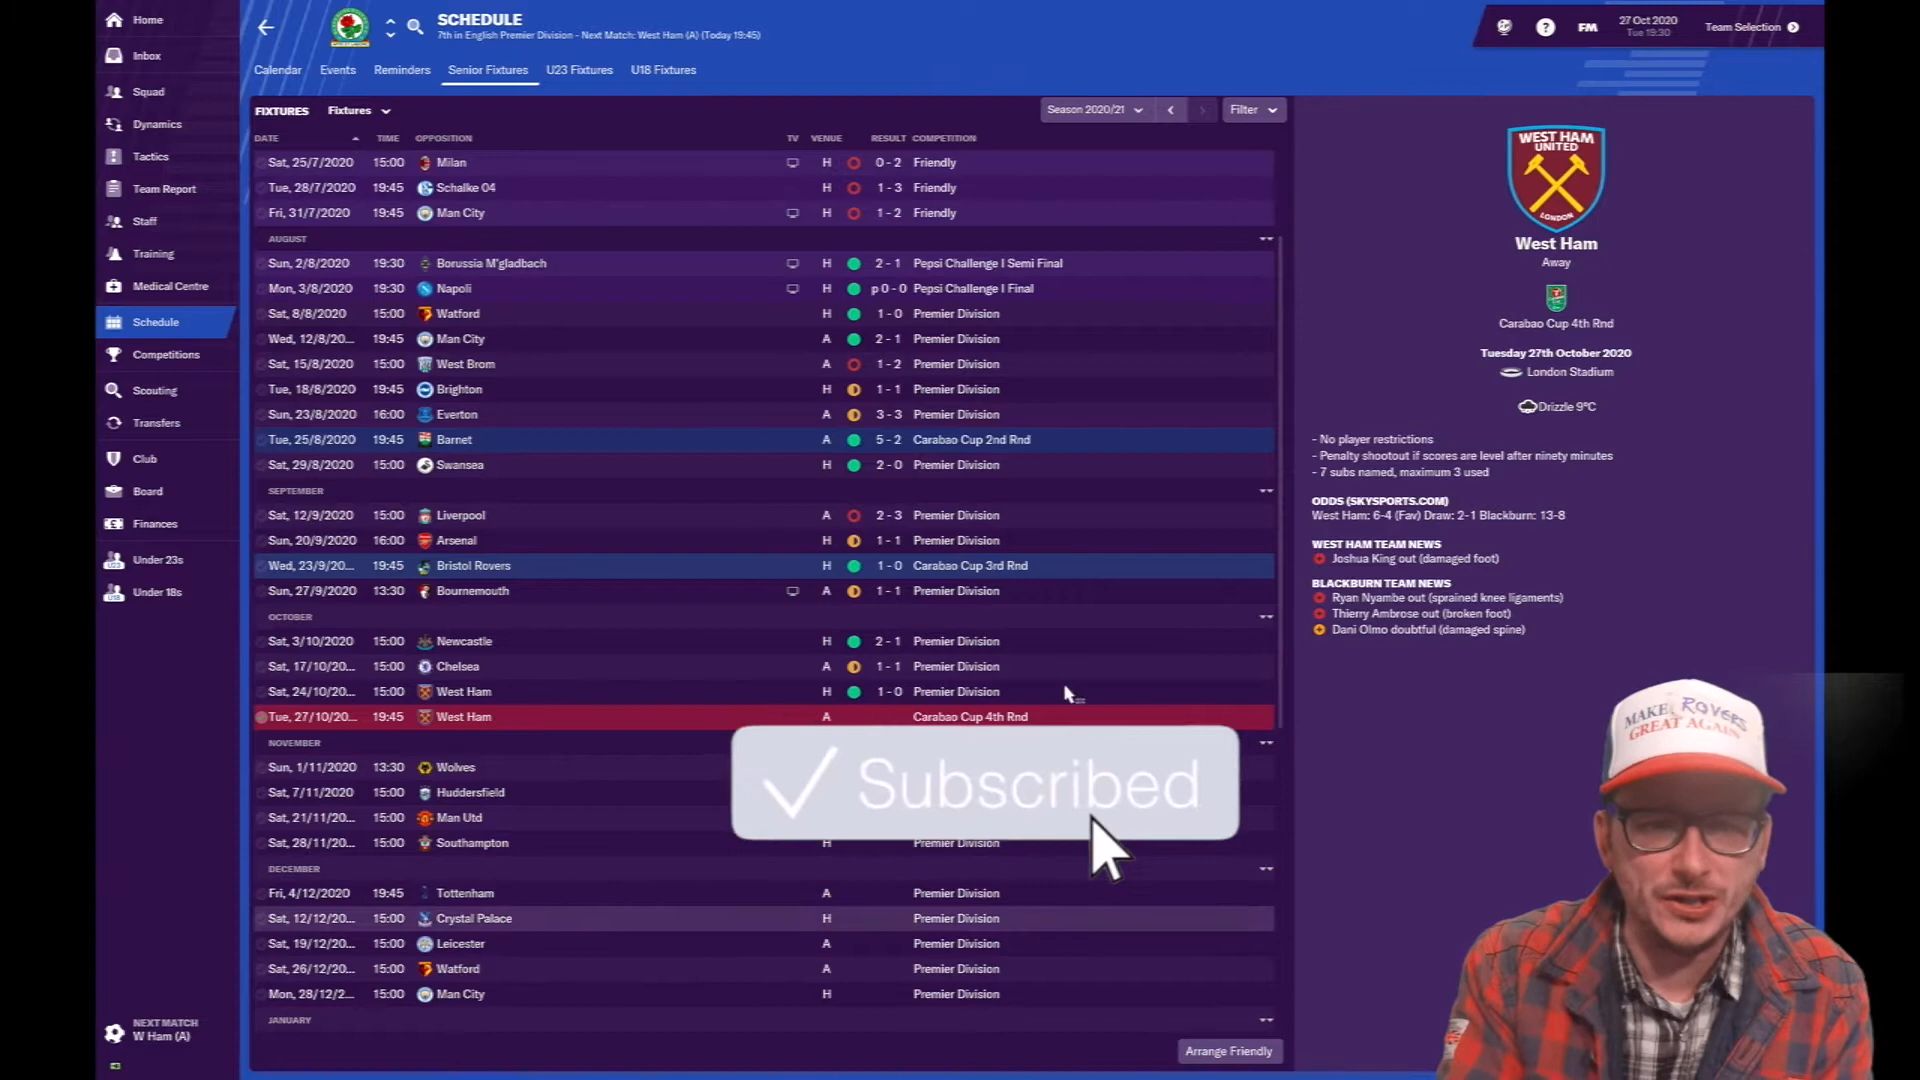 Home
Inbox
Squad
Dynamics
Tactics
Team Report
Staff
Training
Medical Centre
Schedule
Competitions
Scouting
Transfers
Club
Board
Finances
Under 23s
Under 18s
NEXT MATCH
W Ham (A)
SCHEDULE
7th in English Premier Division - Next Match: West Ham (A) (Today 19:45)
FM
27 Oct 2020
Tue 19:30
Team Selection
Calendar Events Reminders Senior Fixtures U23 Fixtures U18 Fixtures
FIXTURES Fixtures Season 2020/21 Filter
DATE TIME OPPOSITION TV VENUE RESULT COMPETITION
Sat, 25/7/2020 15:00 Milan H 0 - 2 Friendly
Tue, 28/7/2020 19:45 Schalke 04 H 1 - 3 Friendly
Fri, 31/7/2020 19:45 Man City H 1 - 2 Friendly
AUGUST
Sun, 2/8/2020 19:30 Borussia M'gladbach H 2 - 1 Pepsi Challenge I Semi Final
Mon, 3/8/2020 19:30 Napoli H p 0 - 0 Pepsi Challenge I Final
Sat, 8/8/2020 15:00 Watford H 1 - 0 Premier Division
Wed, 12/8/20... 19:45 Man City A 2 - 1 Premier Division
Sat, 15/8/2020 15:00 West Brom A 1 - 2 Premier Division
Tue, 18/8/2020 19:45 Brighton H 1 - 1 Premier Division
Sun, 23/8/2020 16:00 Everton A 3 - 3 Premier Division
Tue, 25/8/2020 19:45 Barnet A 5 - 2 Carabao Cup 2nd Rnd
Sat, 29/8/2020 15:00 Swansea H 2 - 0 Premier Division
SEPTEMBER
Sat, 12/9/2020 15:00 Liverpool A 2 - 3 Premier Division
Sun, 20/9/2020 16:00 Arsenal H 1 - 1 Premier Division
Wed, 23/9/20... 19:45 Bristol Rovers H 1 - 0 Carabao Cup 3rd Rnd
Sun, 27/9/2020 13:30 Bournemouth A 1 - 1 Premier Division
OCTOBER
Sat, 3/10/2020 15:00 Newcastle H 2 - 1 Premier Division
Sat, 17/10/20... 15:00 Chelsea A 1 - 1 Premier Division
Sat, 24/10/20... 15:00 West Ham H 1 - 0 Premier Division
Tue, 27/10/20... 19:45 West Ham A Carabao Cup 4th Rnd
NOVEMBER
Sun, 1/11/2020 13:30 Wolves
Sat, 7/11/2020 15:00 Huddersfield
Sat, 21/11/20... 15:00 Man Utd
Sat, 28/11/20... 15:00 Southampton H Premier Division
DECEMBER
Fri, 4/12/2020 19:45 Tottenham A Premier Division
Sat, 12/12/20... 15:00 Crystal Palace H Premier Division
Sat, 19/12/20... 15:00 Leicester A Premier Division
Sat, 26/12/20... 15:00 Watford A Premier Division
Mon, 28/12/2... 15:00 Man City H Premier Division
JANUARY
Arrange Friendly
Subscribed
WEST HAM
UNITED
LONDON
West Ham
Away
Carabao Cup 4th Rnd
Tuesday 27th October 2020
London Stadium
Drizzle 9°C
- No player restrictions
- Penalty shootout if scores are level after ninety minutes
- 7 subs named, maximum 3 used
ODDS (SKYSPORTS.COM)
West Ham: 6-4 (Fav) Draw: 2-1 Blackburn: 13-8
WEST HAM TEAM NEWS
Joshua King out (damaged foot)
BLACKBURN TEAM NEWS
Ryan Nyambe out (sprained knee ligaments)
Thierry Ambrose out (broken foot)
Dani Olmo doubtful (damaged spine)
MAKE ROVERS
GREAT AGAIN